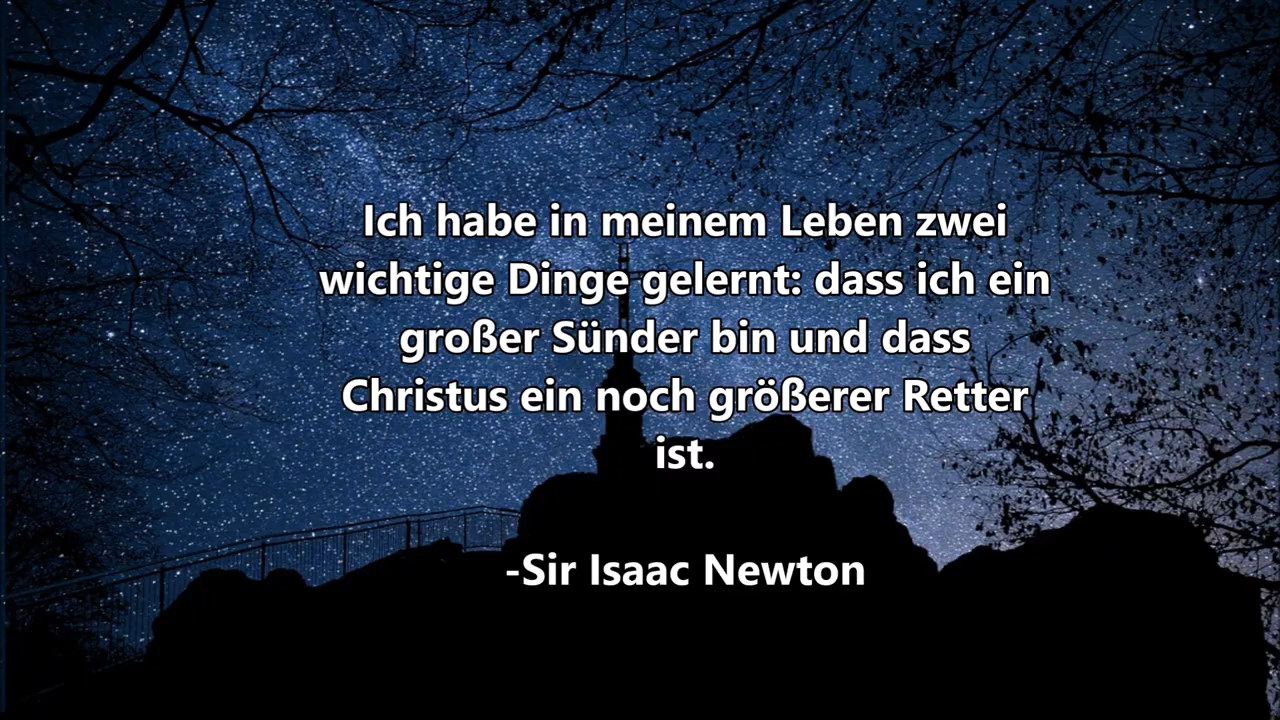 Ich habe in meinem Leben zwei
wichtige Dinge gelernt: dass ich ein
großer Sünder bin und dass
Christus ein noch größerer Retter
ist.
-Sir Isaac Newton